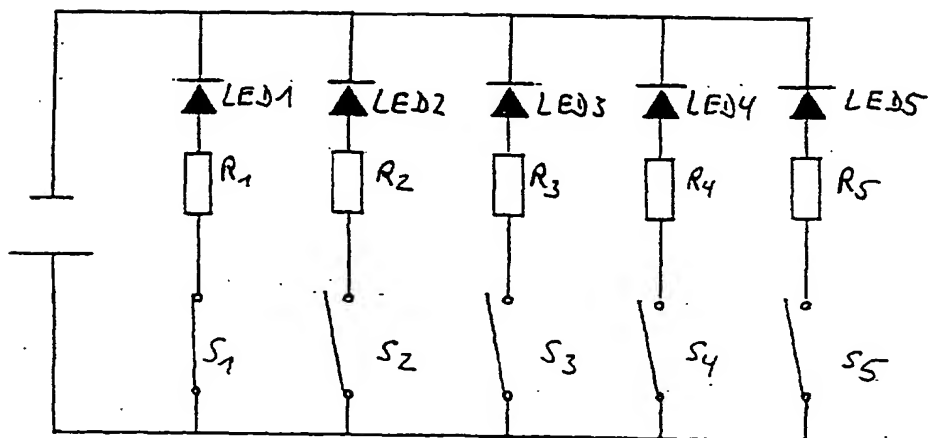 LED1 LED2 LED3 LED4 LED5
R1 R2 R3 R4 R5
S1 S2 S3 S4 S5